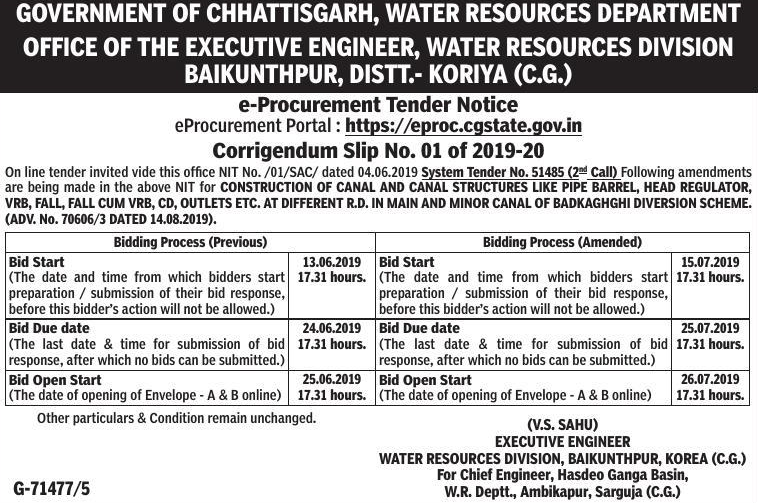 GOVERNMENT OF CHHATTISGARH, WATER RESOURCES DEPARTMENT
OFFICE OF THE EXECUTIVE ENGINEER, WATER RESOURCES DIVISION
BAIKUNTHPUR, DISTT.- KORIYA (C.G.)
e-Procurement Tender Notice
eProcurement Portal : https://eproc.cgstate.gov.in
Corrigendum Slip No. 01 of 2019-20
On line tender invited vide this office NIT No. /01/SAC/ dated 04.06.2019 System Tender No. 51485 (2nd Call) Following amendments
are being made in the above NIT for CONSTRUCTION OF CANAL AND CANAL STRUCTURES LIKE PIPE BARREL, HEAD REGULATOR,
VRB, FALL, FALL CUM VRB, CD, OUTLETS ETC. AT DIFFERENT R.D. IN MAIN AND MINOR CANAL OF BADKAGHGHI DIVERSION SCHEME.
(ADV. No. 70606/3 DATED 14.08.2019).
Bidding Process (Previous)
Bid Start 13.06.2019
(The date and time from which bidders start 17.31 hours.
preparation / submission of their bid response,
before this bidder's action will not be allowed.)
Bid Due date 24.06.2019
(The last date & time for submission of bid 17.31 hours.
response, after which no bids can be submitted.)
Bid Open Start 25.06.2019
(The date of opening of Envelope - A & B online) 17.31 hours.
Bidding Process (Amended)
Bid Start 15.07.2019
(The date and time from which bidders start 17.31 hours.
preparation / submission of their bid response,
before this bidder's action will not be allowed.)
Bid Due date 25.07.2019
(The last date & time for submission of bid 17.31 hours.
response, after which no bids can be submitted.)
Bid Open Start 26.07.2019
(The date of opening of Envelope - A & B online) 17.31 hours.
Other particulars & Condition remain unchanged.
(V.S. SAHU)
EXECUTIVE ENGINEER
WATER RESOURCES DIVISION, BAIKUNTHPUR, KOREA (C.G.)
For Chief Engineer, Hasdeo Ganga Basin,
W.R. Deptt., Ambikapur, Sarguja (C.G.)
G-71477/5